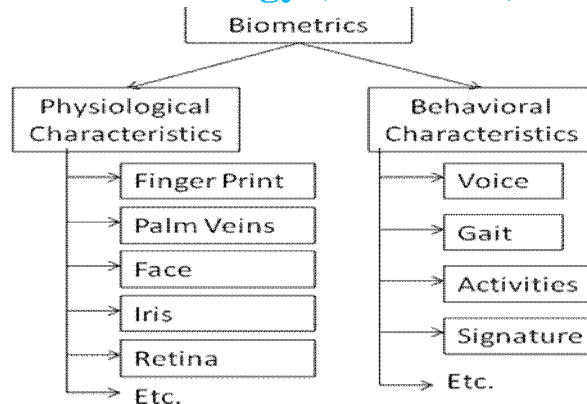 Biometrics
Physiological
Characteristics
Finger Print
Palm Veins
Face
Iris
Retina
Etc.
Behavioral
Characteristics
Voice
Gait
Activities
Signature
Etc.